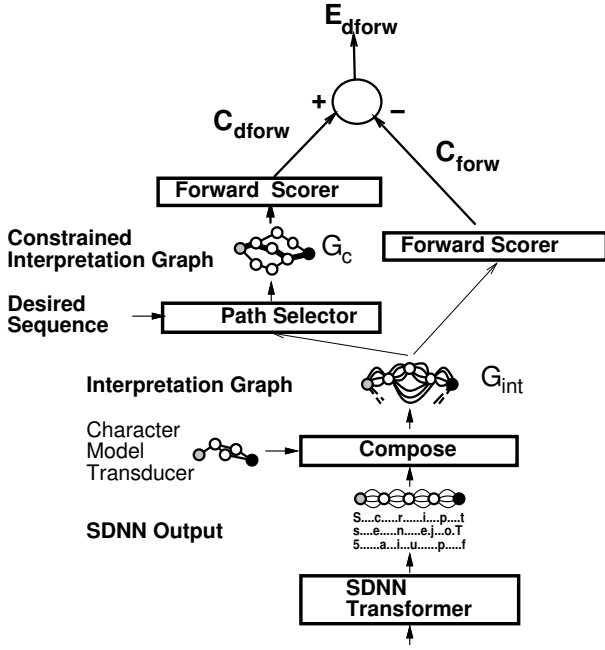 E_dforw
+ −
C_dforw
C_forw
Forward Scorer
Forward Scorer
Constrained
Interpretation Graph
G_c
Desired
Sequence
Path Selector
Interpretation Graph
G_int
Character
Model
Transducer
Compose
SDNN Output
S....c.....r.....i....p....t
s...e....n....e.j...o.T
5......a...i...u......p.....f
SDNN
Transformer